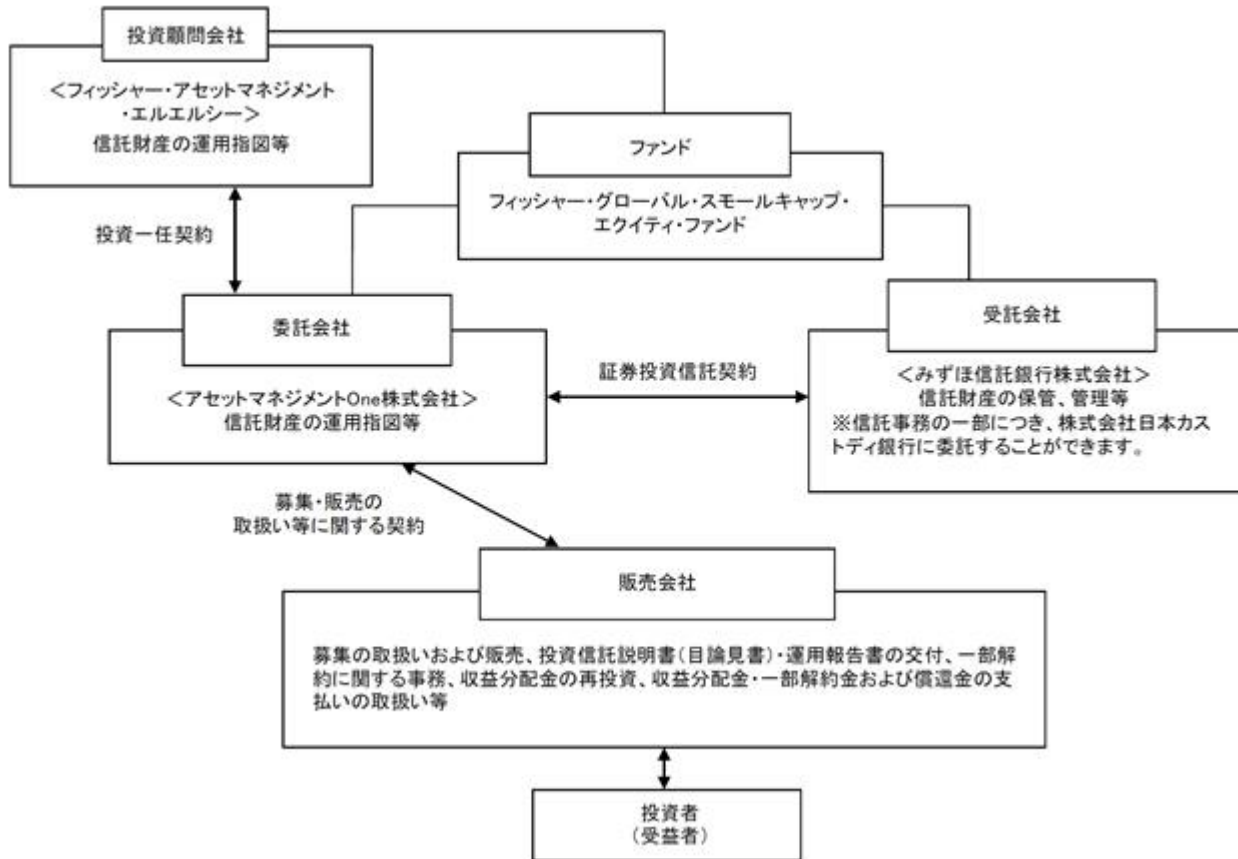 投資顧問会社
＜フィッシャー・アセットマネジメント
・エルエルシー＞
信託財産の運用指図等
ファンド
フィッシャー・グローバル・スモールキャップ・
エクイティ・ファンド
投資一任契約
委託会社
＜アセットマネジメントOne株式会社＞
信託財産の運用指図等
証券投資信託契約
受託会社
＜みずほ信託銀行株式会社＞
信託財産の保管、管理等
※信託事務の一部につき、株式会社日本カス
トディ銀行に委託することができます。
募集・販売の
取扱い等に関する契約
販売会社
募集の取扱いおよび販売、投資信託説明書（目論見書）・運用報告書の交付、一部解
約に関する事務、収益分配金の再投資、収益分配金・一部解約金および償還金の支
払いの取扱い等
投資者
（受益者）